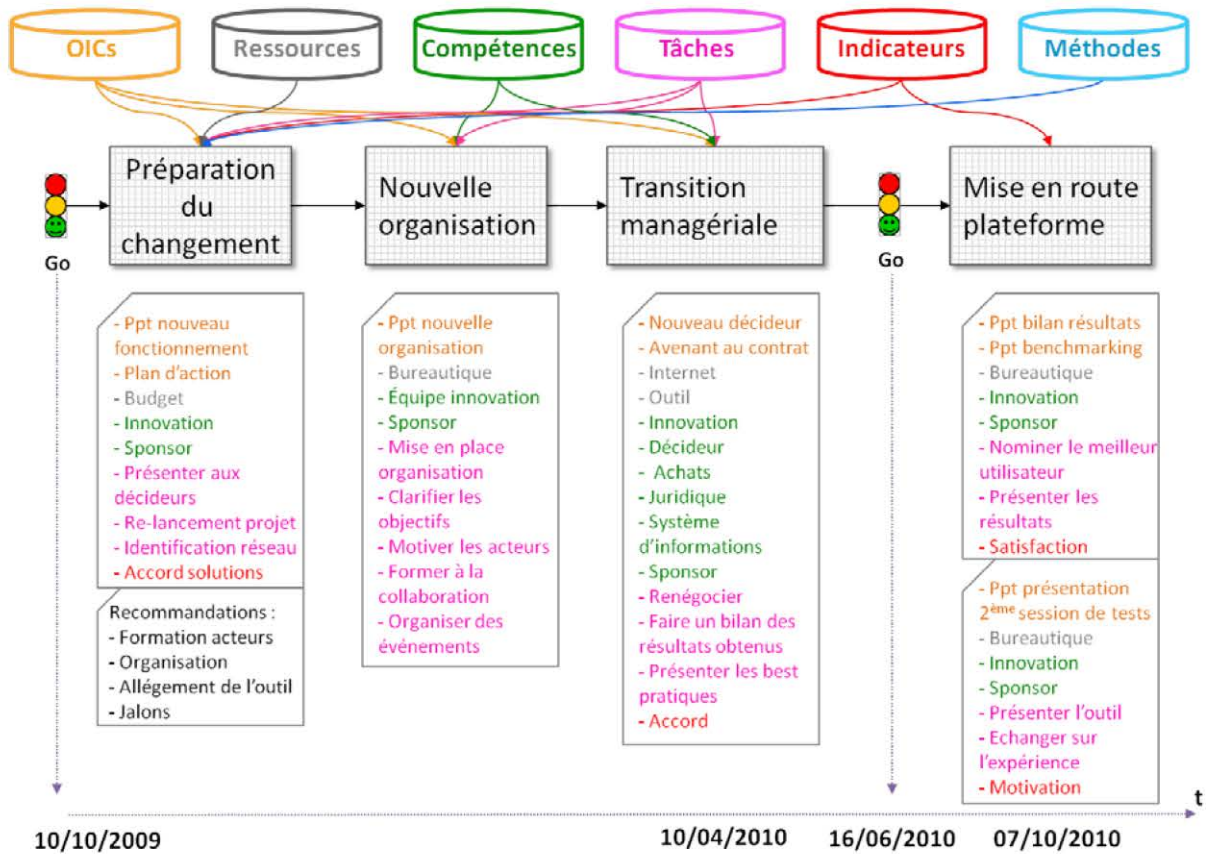 OICs
Ressources
Compétences
Tâches
Indicateurs
Méthodes
Préparation
du
changement
Nouvelle
organisation
Transition
managériale
Mise en route
plateforme
Go
Go
- Ppt nouveau
fonctionnement
- Plan d'action
- Budget
- Innovation
- Sponsor
- Présenter aux
décideurs
- Re-lancement projet
- Identification réseau
- Accord solutions
Recommandations :
- Formation acteurs
- Organisation
- Allégement de l'outil
- Jalons
- Ppt nouvelle
organisation
- Bureautique
- Équipe innovation
- Sponsor
- Mise en place
organisation
- Clarifier les
objectifs
- Motiver les acteurs
- Former à la
collaboration
- Organiser des
événements
- Nouveau décideur
- Avenant au contrat
- Internet
- Outil
- Innovation
- Décideur
- Achats
- Juridique
- Système
d'informations
- Sponsor
- Renégocier
- Faire un bilan des
résultats obtenus
- Présenter les best
pratiques
- Accord
- Ppt bilan résultats
- Ppt benchmarking
- Bureautique
- Innovation
- Sponsor
- Nominer le meilleur
utilisateur
- Présenter les
résultats
- Satisfaction
- Ppt présentation
2ème session de tests
- Bureautique
- Innovation
- Sponsor
- Présenter l'outil
- Echanger sur
l'expérience
- Motivation
t
10/10/2009
10/04/2010
16/06/2010
07/10/2010